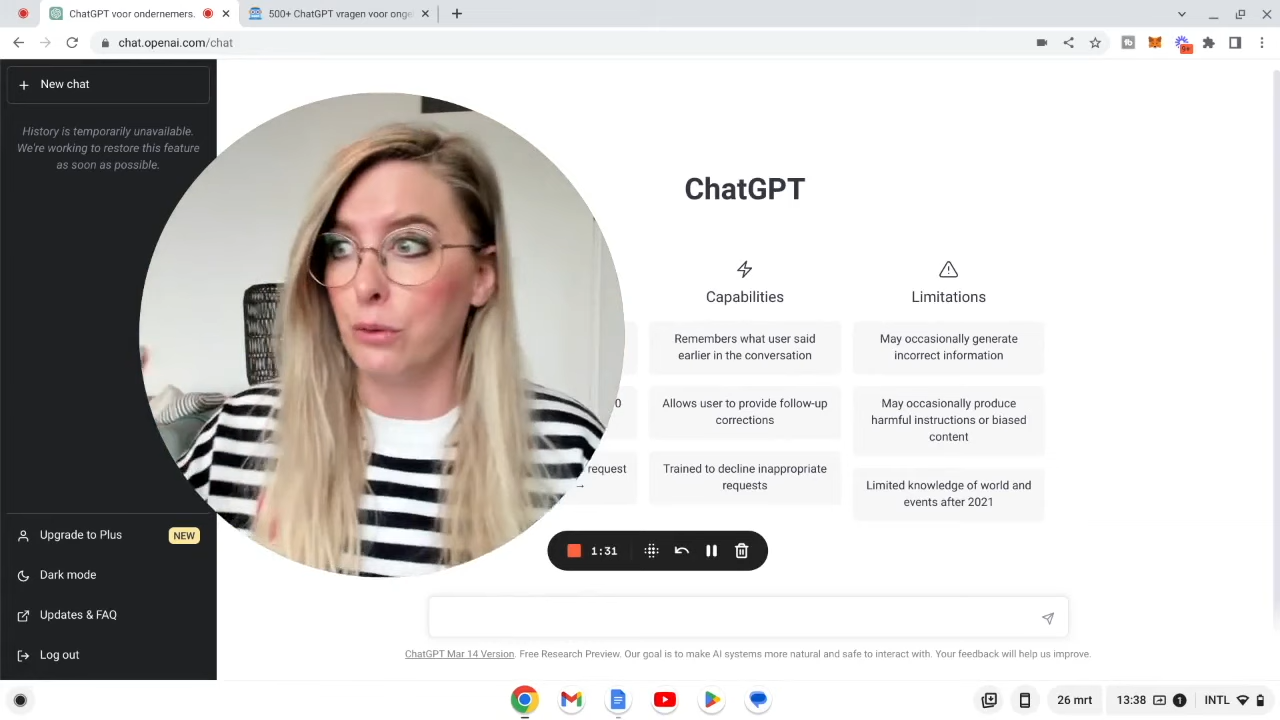 ChatGPT voor ondernemers.
500+ ChatGPT vragen voor onge
chat.openai.com/chat
9+
New chat
History is temporarily unavailable.
We're working to restore this feature
as soon as possible.
ChatGPT
Capabilities
Limitations
Remembers what user said
earlier in the conversation
May occasionally generate
incorrect information
0
Allows user to provide follow-up
corrections
May occasionally produce
harmful instructions or biased
content
request
→
Trained to decline inappropriate
requests
Limited knowledge of world and
events after 2021
1:31
Upgrade to Plus
NEW
Dark mode
Updates & FAQ
Log out
ChatGPT Mar 14 Version. Free Research Preview. Our goal is to make AI systems more natural and safe to interact with. Your feedback will help us improve.
26 mrt
13:38
1
INTL